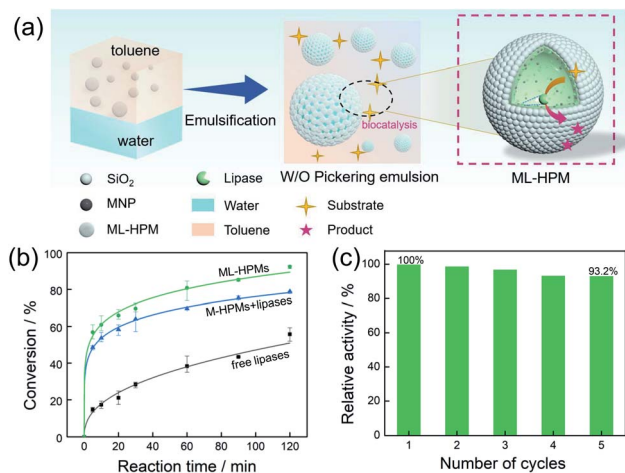 (a)
toluene
water
Emulsification
biocatalysis
W/O Pickering emulsion
ML-HPM
SiO₂
Lipase
MNP
Water
Substrate
ML-HPM
Toluene
Product
(b)
Conversion / %
100
80
60
40
20
0
ML-HPMs
M-HPMs+lipases
free lipases
0 20 40 60 80 100 120
Reaction time / min
(c)
Relative activity / %
100
80
60
40
20
0
100%
93.2%
1 2 3 4 5
Number of cycles